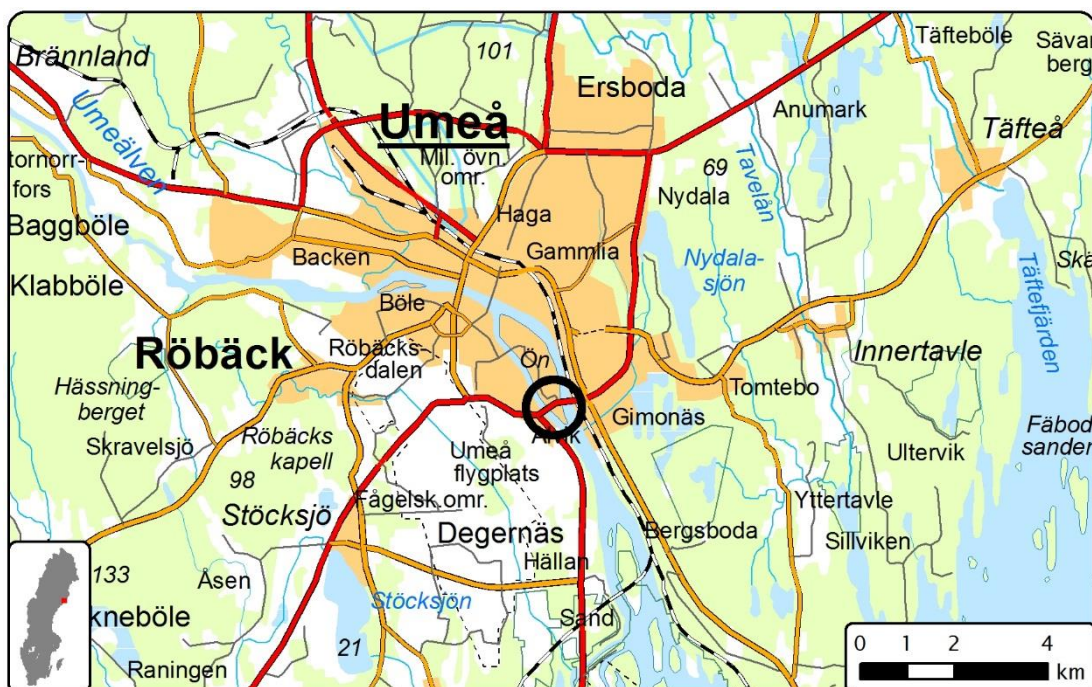 Brännland
101
Ersboda
Täfteböle
Sävar
berg
Anumark
Umeälven
Umeå
Mil. övn.
omr.
Täfteå
tornorr-
fors
69
Tavelån
Nydala
Baggböle
Haga
Backen
Gammlia
Nydala-
sjön
Skä
Klabböle
Böle
Täftefjärden
Röbäck
Röbäcks-
dalen
Ön
Innertavle
Hässning-
berget
Tomtebo
Gimonäs
Fäbod
sanden
Skravelsjö
Röbäcks
kapell
Umeå
flygplats
Ultervik
98
Fågelsk.omr.
Stöcksjö
Degernäs
Yttertavle
Bergsboda
Sillviken
Hällan
133
Åsen
Stöcksjön
Sand
kneböle
21
Raningen
0 1 2 4
km